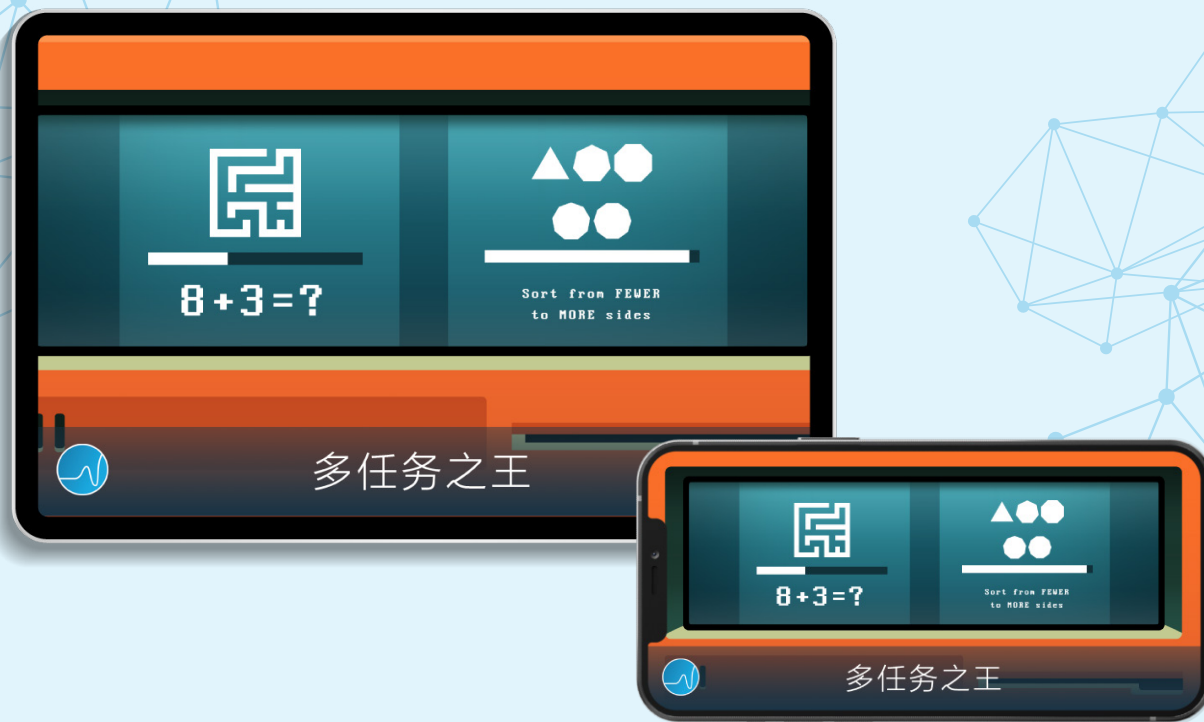 8+3=?
Sort from FEWER
to MORE sides
多任务之王
8+3=?
Sort from FEWER
to MORE sides
多任务之王